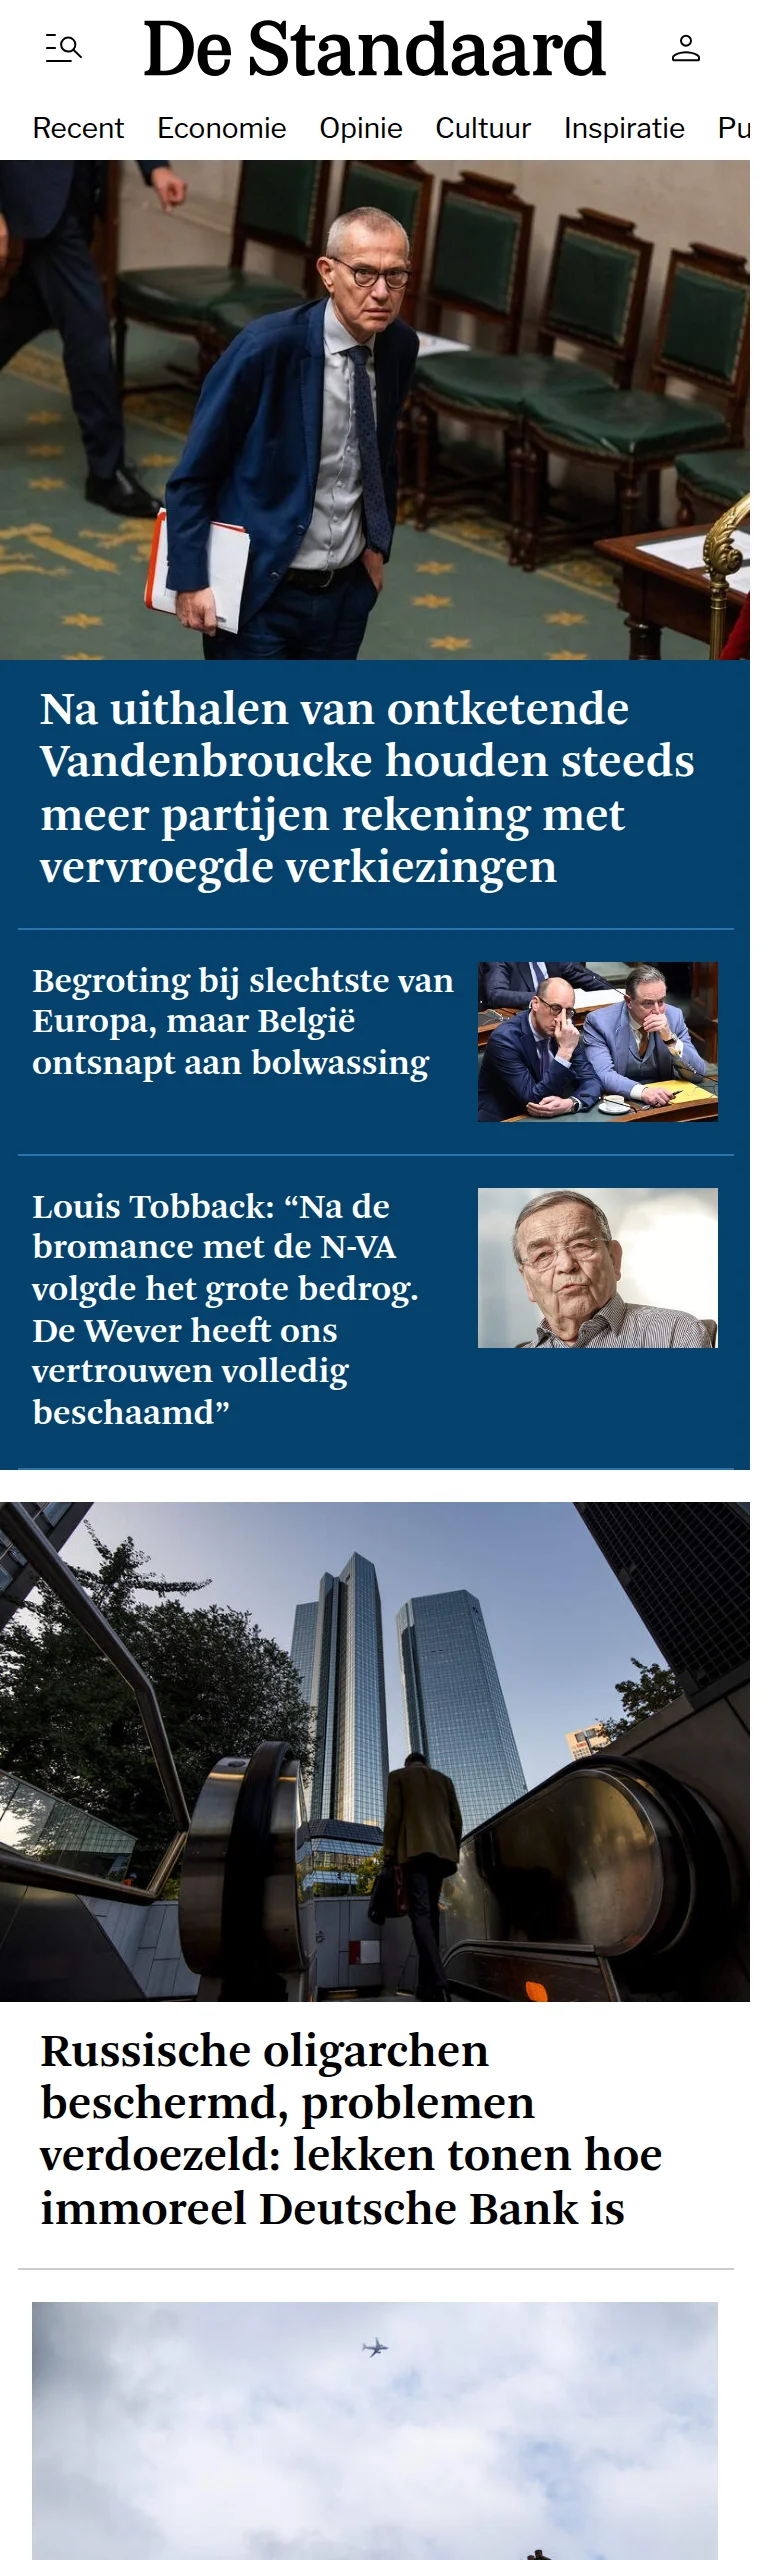 De Standaard
Recent Economie Opinie Cultuur Inspiratie Pu
Na uithalen van ontketende
Vandenbroucke houden steeds
meer partijen rekening met
vervroegde verkiezingen
Begroting bij slechtste van
Europa, maar België
ontsnapt aan bolwassing
Louis Tobback: “Na de
bromance met de N-VA
volgde het grote bedrog.
De Wever heeft ons
vertrouwen volledig
beschaamd”
Russische oligarchen
beschermd, problemen
verdoezeld: lekken tonen hoe
immoreel Deutsche Bank is